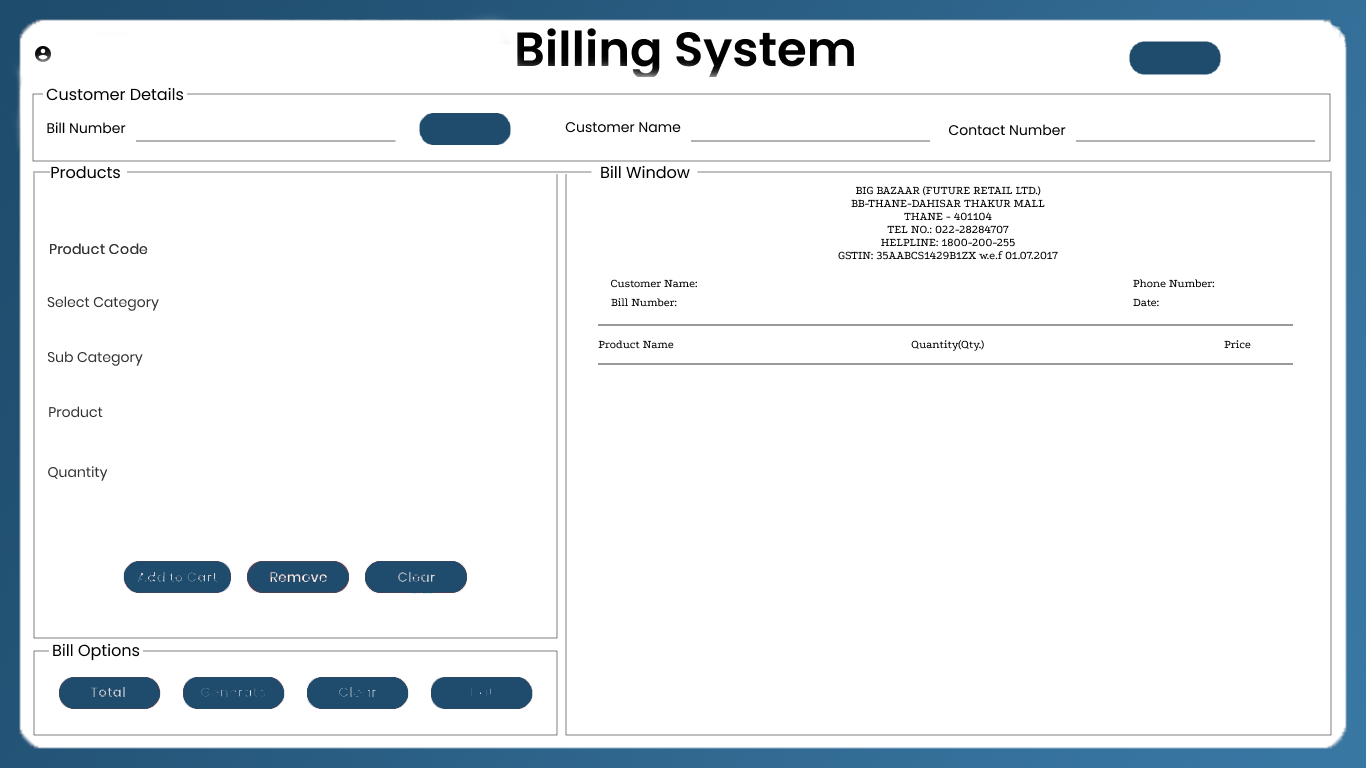 Billing System
Customer Details
Bill Number
Customer Name
Contact Number
Products
Bill Window
BIG BAZAAR (FUTURE RETAIL LTD.)
BB-THANE-DAHISAR THAKUR MALL
THANE - 401104
TEL NO.: 022-28284707
HELPLINE: 1800-200-255
GSTIN: 35AABCS1429B1ZX w.e.f 01.07.2017
Product Code
Customer Name:
Phone Number:
Select Category
Bill Number:
Date:
Sub Category
Product Name
Quantity(Qty.)
Price
Product
Quantity
Add to Cart
Remove
Clear
Bill Options
Total
Generate
Clear